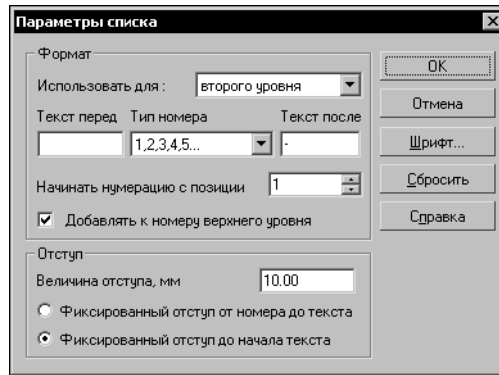 Параметры списка
Формат
Использовать для : второго уровня
Текст перед Тип номера Текст после
1,2,3,4,5... -
Начинать нумерацию с позиции 1
Добавлять к номеру верхнего уровня
Отступ
Величина отступа, мм 10.00
Фиксированный отступ от номера до текста
Фиксированный отступ до начала текста
OK
Отмена
Шрифт...
Сбросить
Справка